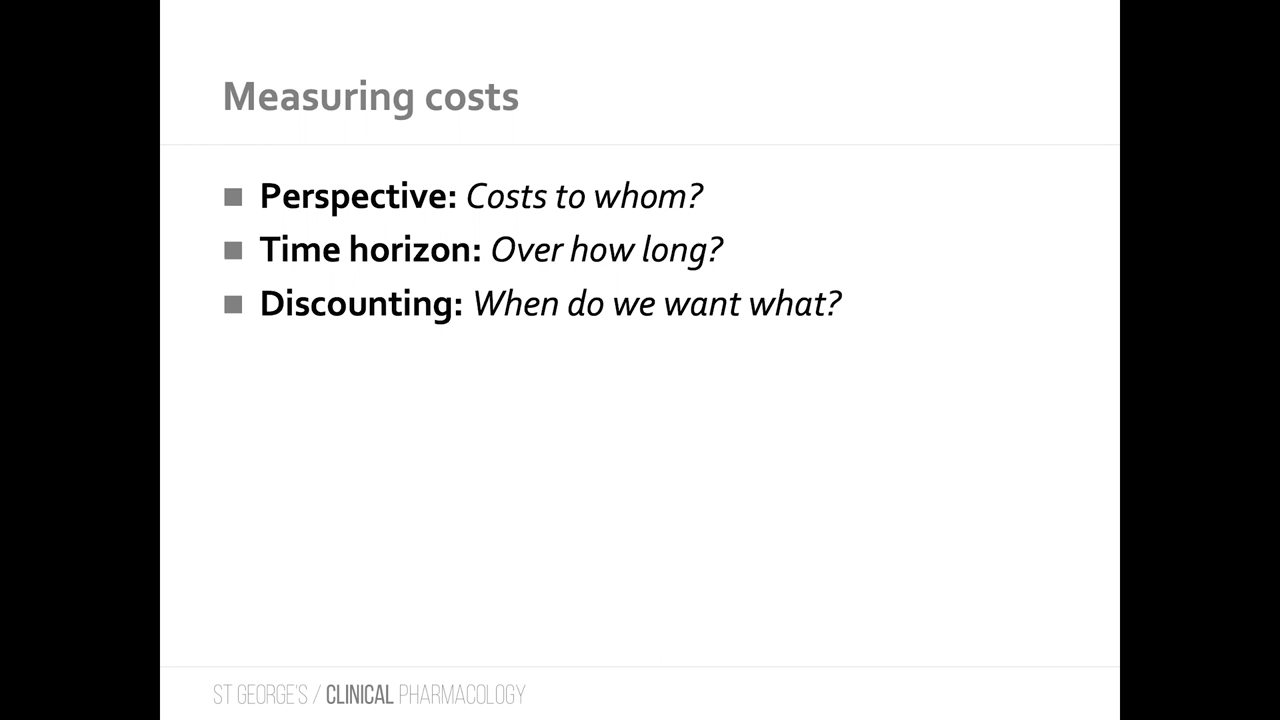 Measuring costs
Perspective: Costs to whom?
Time horizon: Over how long?
Discounting: When do we want what?
ST GEORGE'S / CLINICAL PHARMACOLOGY